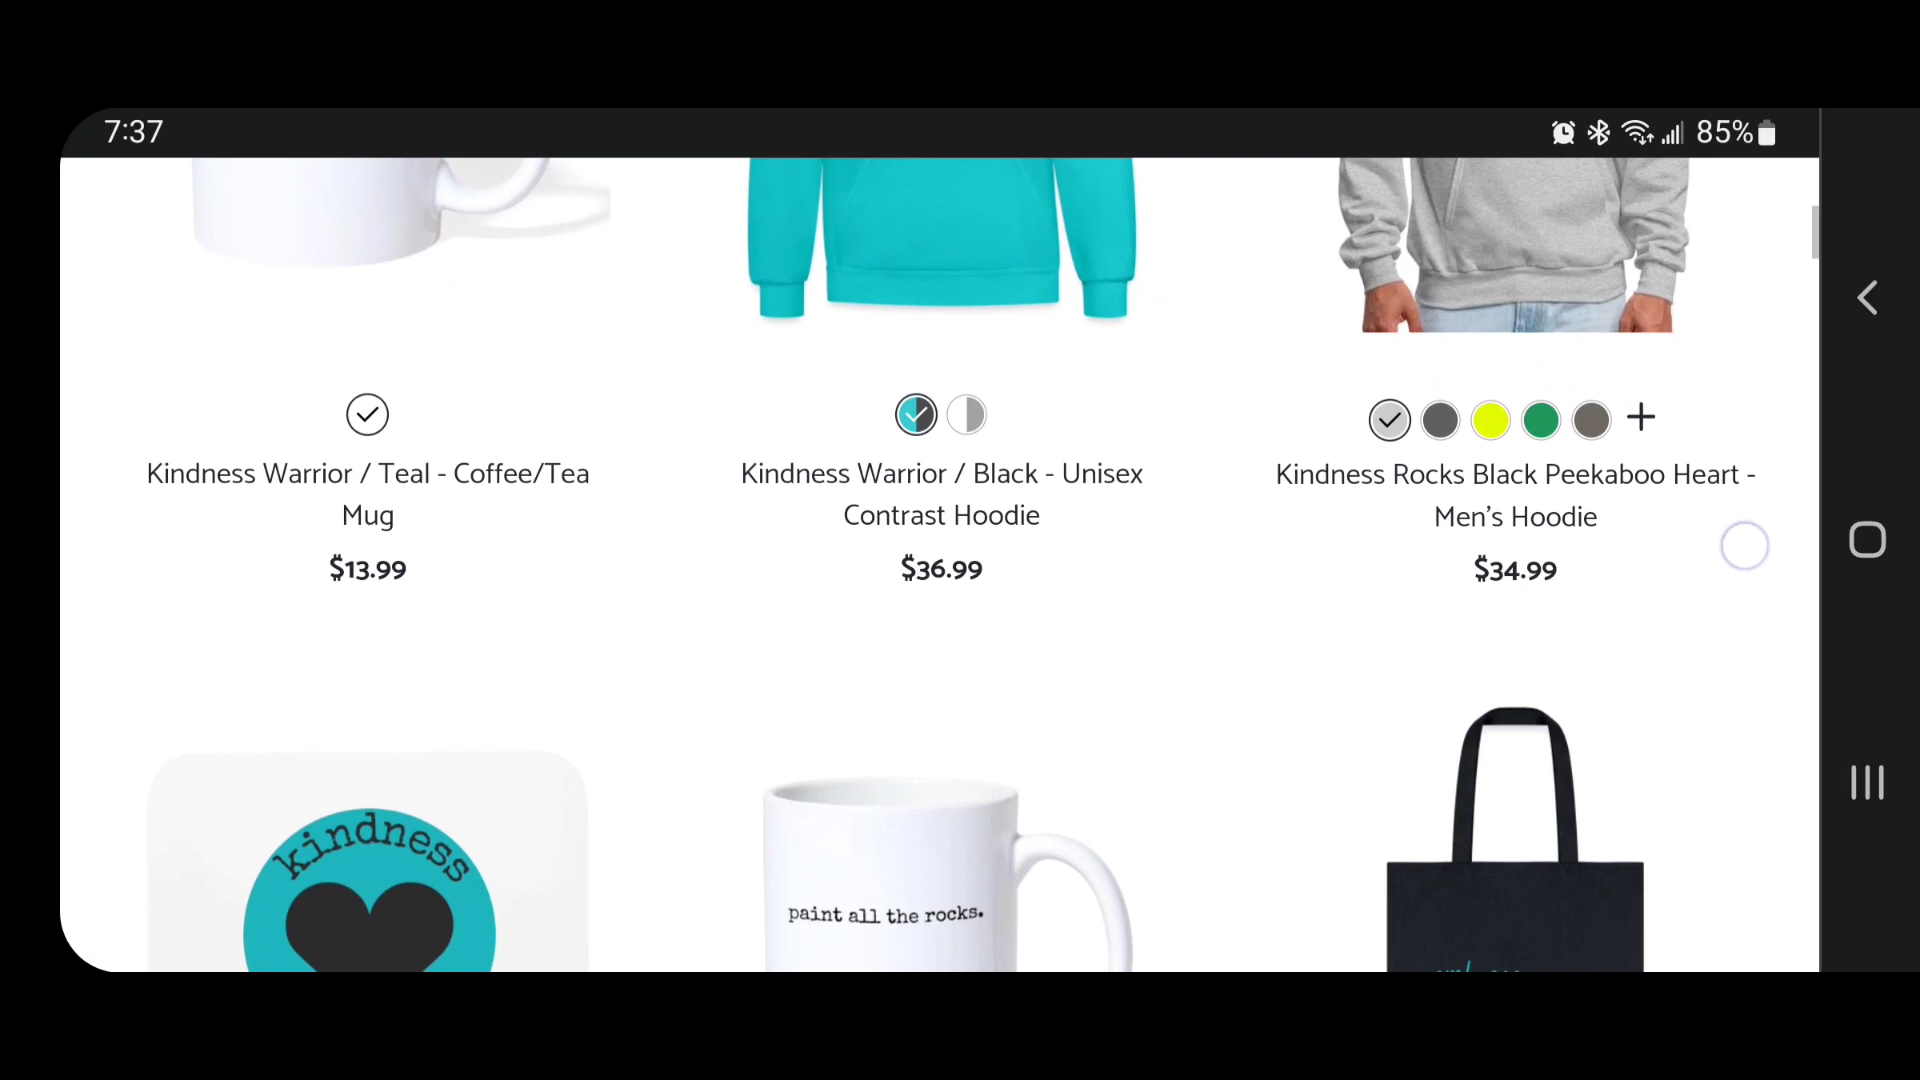 7:37
85%
Kindness Warrior / Teal - Coffee/Tea
Mug
$13.99
Kindness Warrior / Black - Unisex
Contrast Hoodie
$36.99
Kindness Rocks Black Peekaboo Heart -
Men's Hoodie
$34.99
kindness
paint all the rocks.